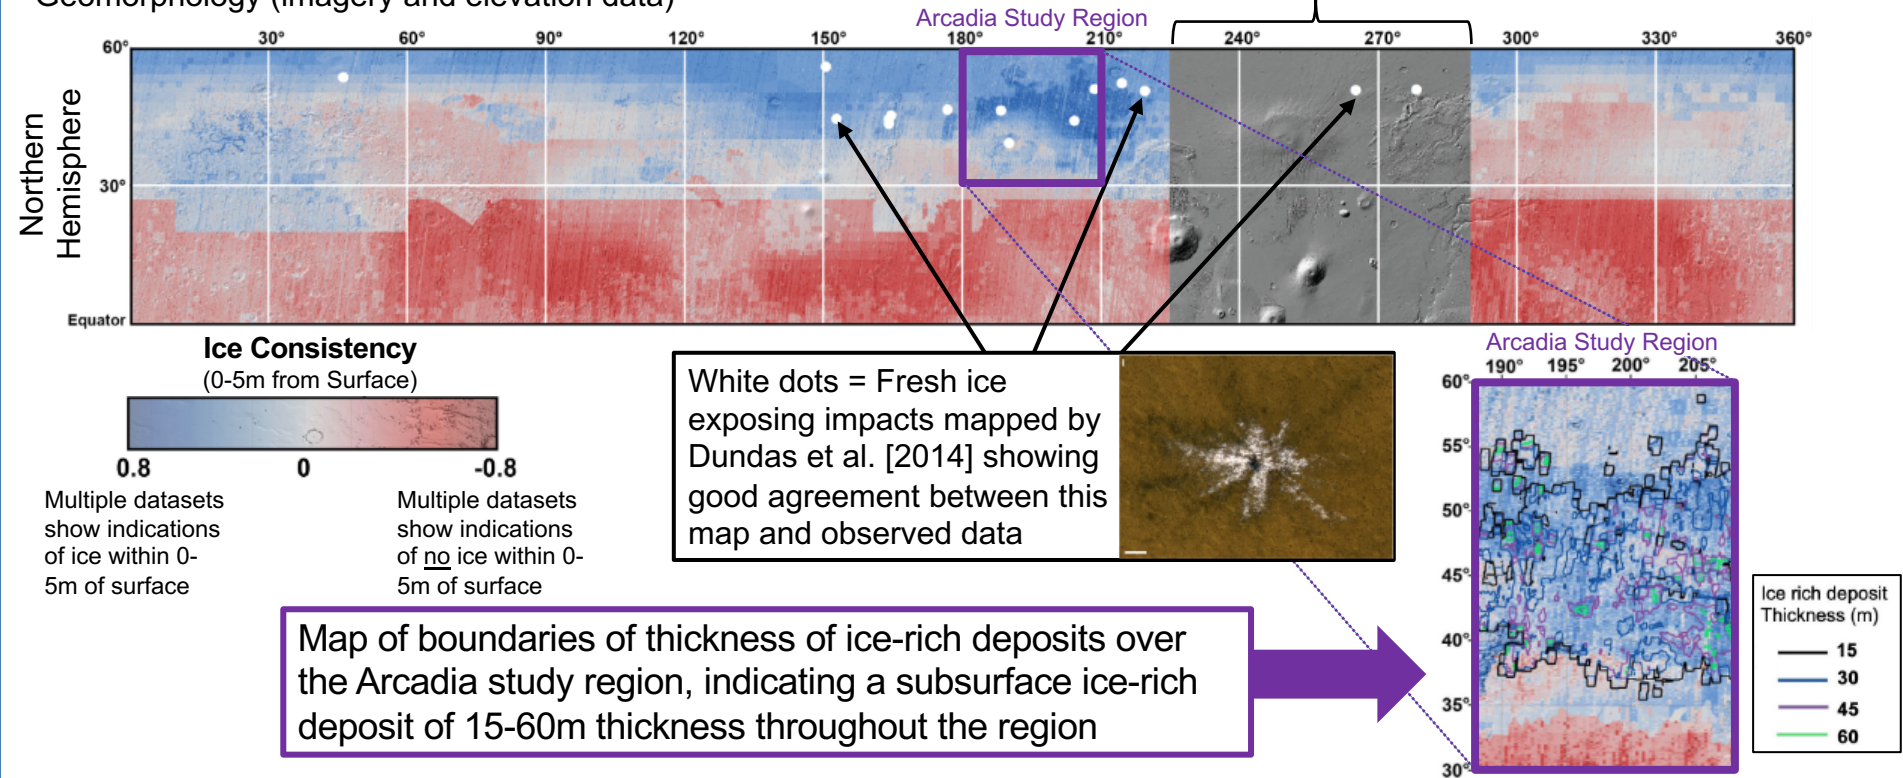 Geomorphology (imagery and elevation data)
Arcadia Study Region
30° 60° 90° 120° 150° 180° 210° 240° 270° 300° 330° 360°
60°
30°
Equator
Northern
Hemisphere
Ice Consistency
(0-5m from Surface)
0.8 0 -0.8
Multiple datasets
show indications
of ice within 0-
5m of surface
Multiple datasets
show indications
of no ice within 0-
5m of surface
White dots = Fresh ice
exposing impacts mapped by
Dundas et al. [2014] showing
good agreement between this
map and observed data
Map of boundaries of thickness of ice-rich deposits over
the Arcadia study region, indicating a subsurface ice-rich
deposit of 15-60m thickness throughout the region
Arcadia Study Region
190° 195° 200° 205°
60°
55°
50°
45°
40°
35°
30°
Ice rich deposit
Thickness (m)
15
30
45
60